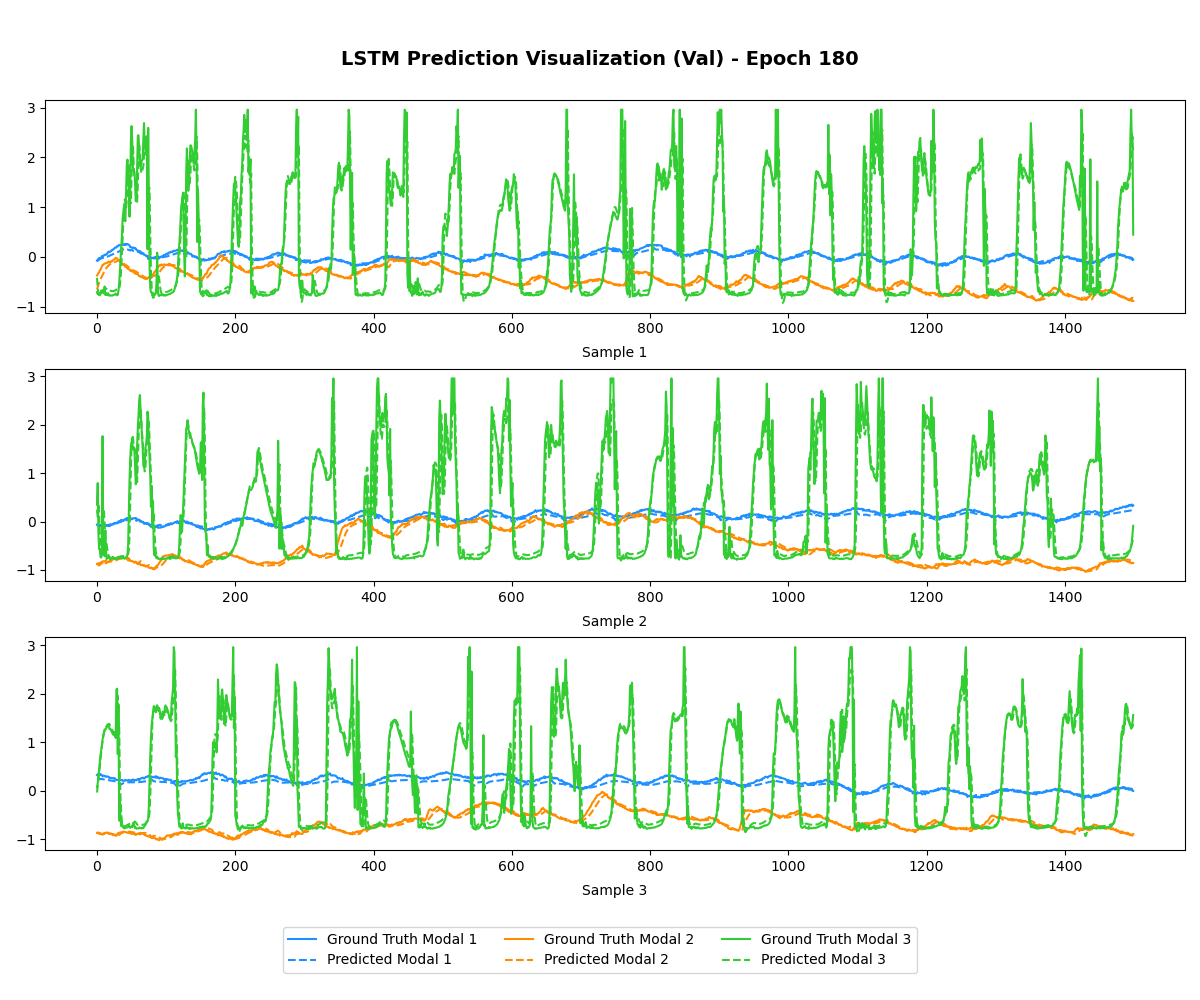 LSTM Prediction Visualization (Val) - Epoch 180
3
2
1
0
−1
0 200 400 600 800 1000 1200 1400
Sample 1
3
2
1
0
−1
0 200 400 600 800 1000 1200 1400
Sample 2
3
2
1
0
−1
0 200 400 600 800 1000 1200 1400
Sample 3
Ground Truth Modal 1 Ground Truth Modal 2 Ground Truth Modal 3
Predicted Modal 1 Predicted Modal 2 Predicted Modal 3